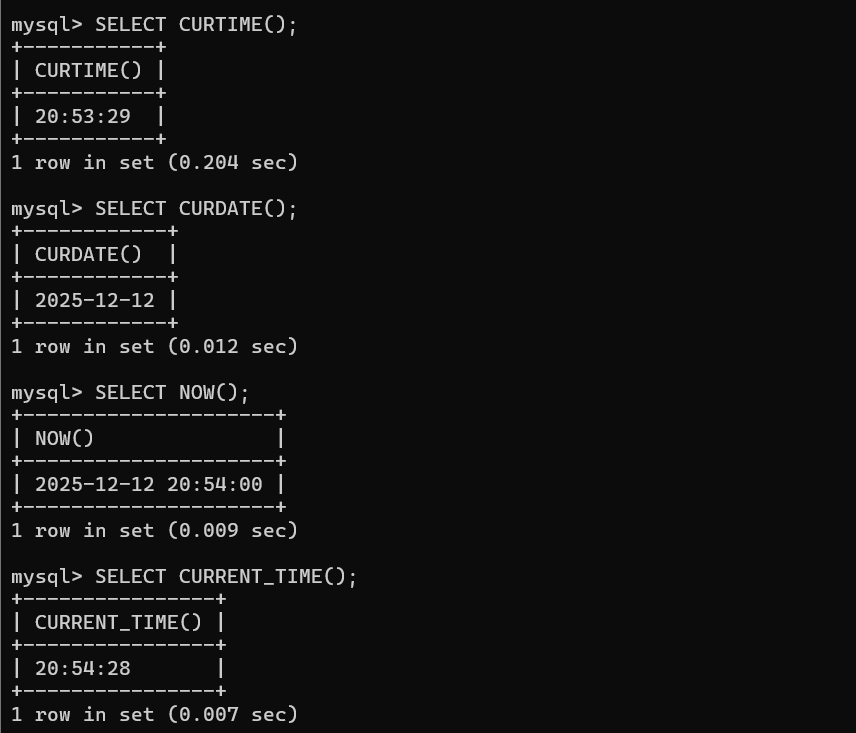 mysql> SELECT CURTIME();
+-----------+
| CURTIME() |
+-----------+
| 20:53:29  |
+-----------+
1 row in set (0.204 sec)

mysql> SELECT CURDATE();
+------------+
| CURDATE()  |
+------------+
| 2025-12-12 |
+------------+
1 row in set (0.012 sec)

mysql> SELECT NOW();
+---------------------+
| NOW()               |
+---------------------+
| 2025-12-12 20:54:00 |
+---------------------+
1 row in set (0.009 sec)

mysql> SELECT CURRENT_TIME();
+----------------+
| CURRENT_TIME() |
+----------------+
| 20:54:28       |
+----------------+
1 row in set (0.007 sec)